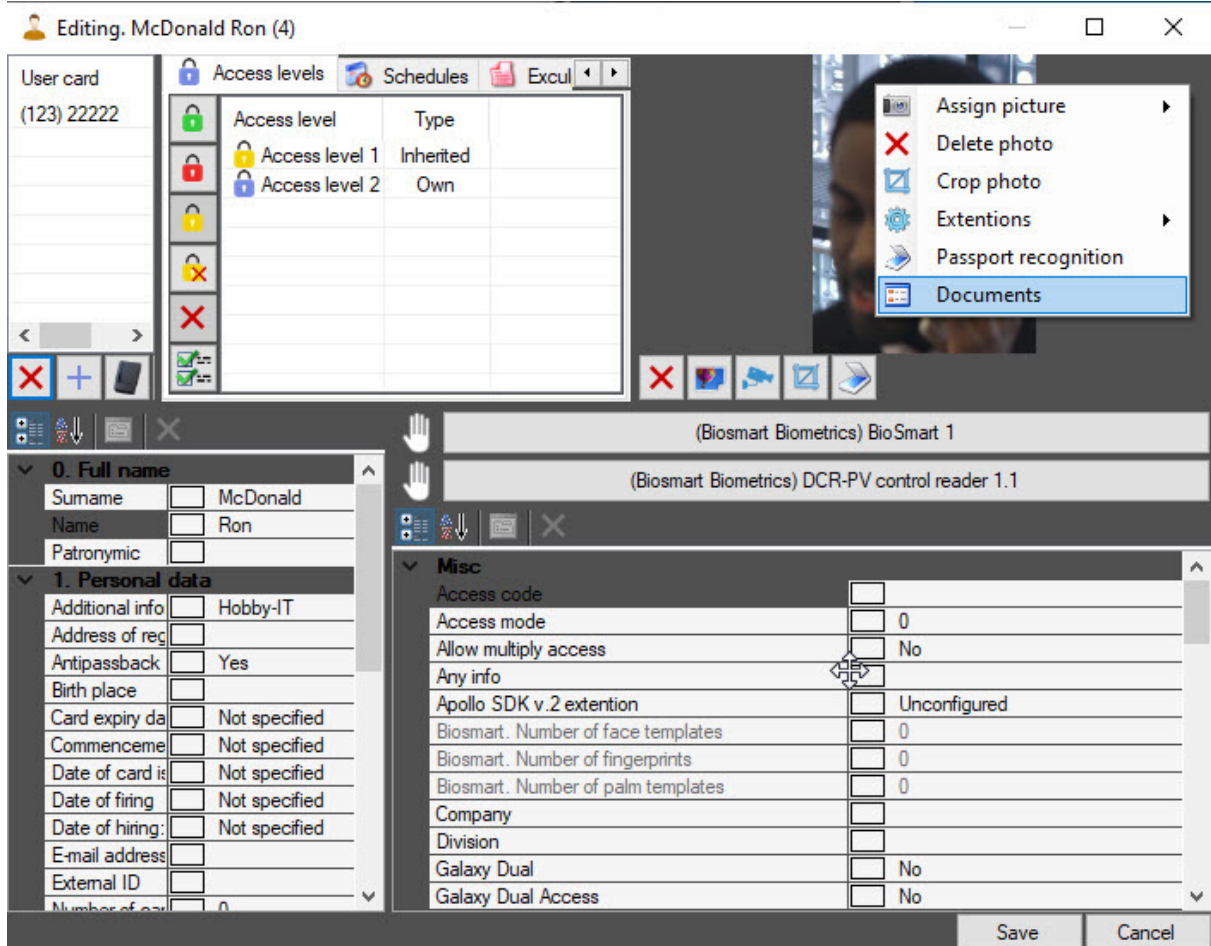 Editing. McDonald Ron (4)
User card
(123) 22222
Access levels
Schedules
Excul
Access level Type
Access level 1 Inherited
Access level 2 Own
Assign picture
Delete photo
Crop photo
Extentions
Passport recognition
Documents
(Biosmart Biometrics) BioSmart 1
(Biosmart Biometrics) DCR-PV control reader 1.1
0. Full name
Surname McDonald
Name Ron
Patronymic
1. Personal data
Additional info Hobby-IT
Address of reg
Antipassback Yes
Birth place
Card expiry da Not specified
Commenceme Not specified
Date of card is Not specified
Date of firing Not specified
Date of hiring: Not specified
E-mail address
External ID
Number of car 0
Misc
Access code
Access mode 0
Allow multiply access No
Any info
Apollo SDK v.2 extention Unconfigured
Biosmart. Number of face templates 0
Biosmart. Number of fingerprints 0
Biosmart. Number of palm templates 0
Company
Division
Galaxy Dual No
Galaxy Dual Access No
Save Cancel